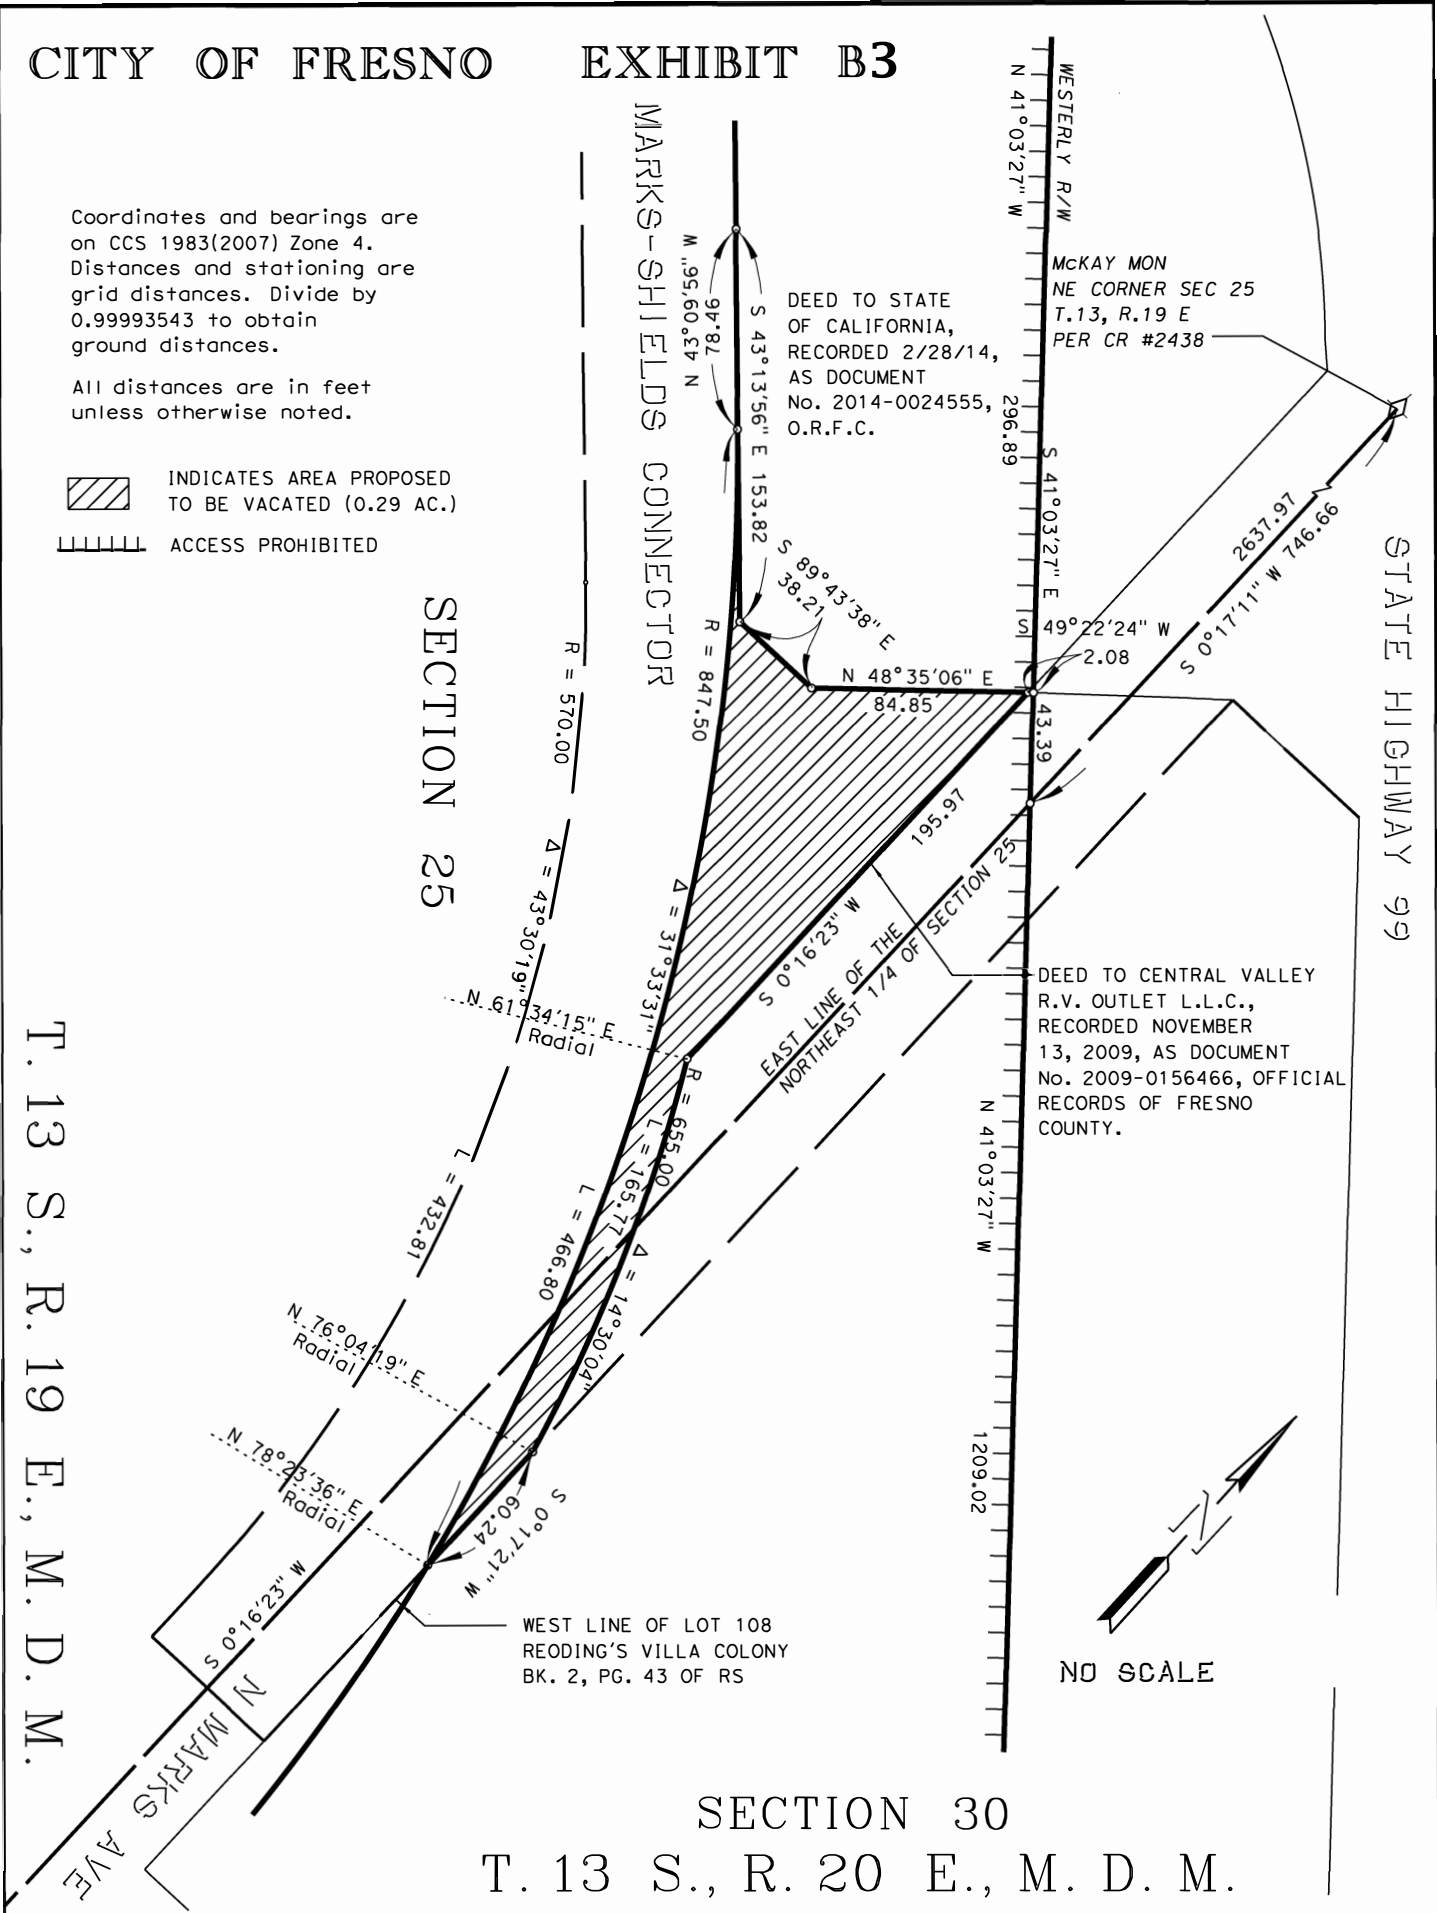 CITY OF FRESNO EXHIBIT B3
Coordinates and bearings are
on CCS 1983(2007) Zone 4.
Distances and stationing are
grid distances. Divide by
0.99993543 to obtain
ground distances.
All distances are in feet
unless otherwise noted.
INDICATES AREA PROPOSED
TO BE VACATED (0.29 AC.)
ACCESS PROHIBITED
MARKS-SHIELDS CONNECTOR
N 43°09'56" W
78.46
S 43°13'56" E 153.82
DEED TO STATE
OF CALIFORNIA,
RECORDED 2/28/14,
AS DOCUMENT
No. 2014-0024555,
O.R.F.C.
N 41°03'27" W
WESTERLY R/W
296.89
S 41°03'27" E
McKAY MON
NE CORNER SEC 25
T.13, R.19 E
PER CR #2438
2637.97
S 0°17'11" W 746.66
STATE HIGHWAY 99
S 89°43'38" E
38.21
N 48°35'06" E
84.85
S 49°22'24" W
2.08
43.39
SECTION 25
R = 570.00
Δ = 43°30'19"
L = 432.81
R = 847.50
Δ = 31°33'31"
L = 466.80
195.97
S 0°16'23" W
EAST LINE OF THE
NORTHEAST 1/4 OF SECTION 25
DEED TO CENTRAL VALLEY
R.V. OUTLET L.L.C.,
RECORDED NOVEMBER
13, 2009, AS DOCUMENT
No. 2009-0156466, OFFICIAL
RECORDS OF FRESNO
COUNTY.
N 61°34'15" E
Radial
R = 655.00
L = 165.77
Δ = 14°30'04"
N 76°04'19" E
Radial
N 78°23'36" E
Radial
60.24
S 0°17'21" W
N 41°03'27" W
1209.02
S 0°16'23" W
WEST LINE OF LOT 108
REODING'S VILLA COLONY
BK. 2, PG. 43 OF RS
N MARKS AVE
N
NO SCALE
T. 13 S., R. 19 E., M. D. M.
SECTION 30
T. 13 S., R. 20 E., M. D. M.